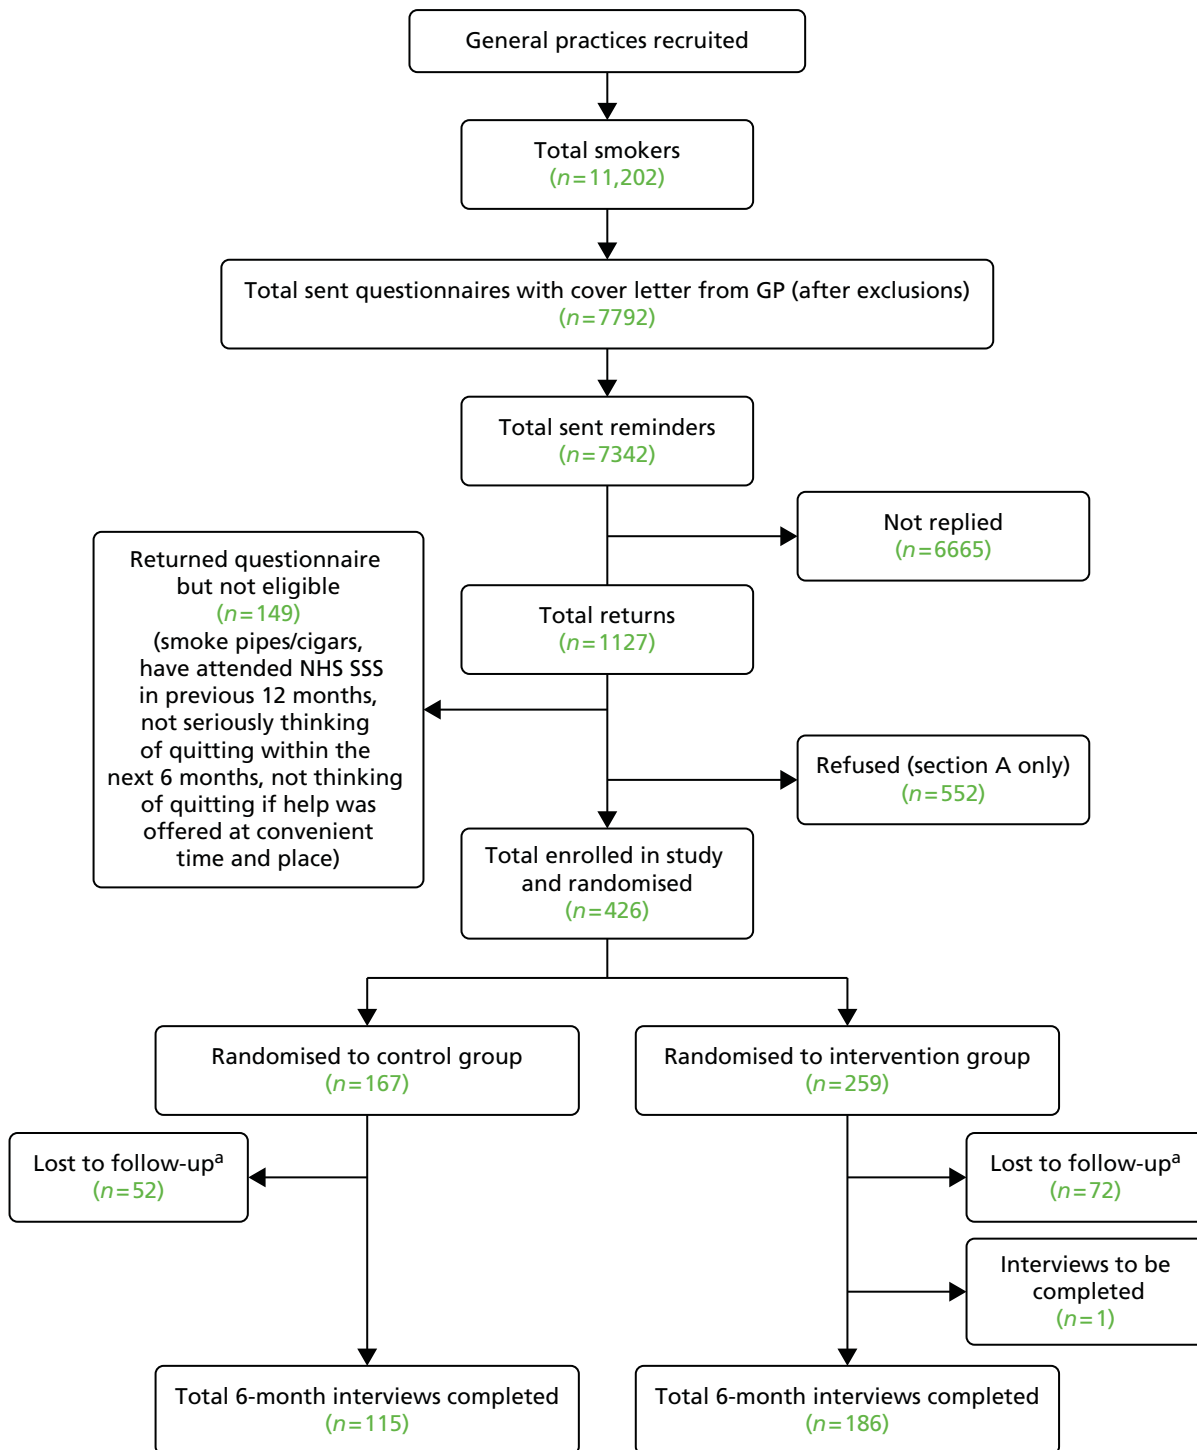 General practices recruited
Total smokers
(n=11,202)
Total sent questionnaires with cover letter from GP (after exclusions)
(n=7792)
Total sent reminders
(n=7342)
Not replied
(n=6665)
Returned questionnaire
but not eligible
(n=149)
(smoke pipes/cigars,
have attended NHS SSS
in previous 12 months,
not seriously thinking
of quitting within the
next 6 months, not thinking
of quitting if help was
offered at convenient
time and place)
Total returns
(n=1127)
Refused (section A only)
(n=552)
Total enrolled in study
and randomised
(n=426)
Randomised to control group
(n=167)
Randomised to intervention group
(n=259)
Lost to follow-upᵃ
(n=52)
Lost to follow-upᵃ
(n=72)
Interviews to be
completed
(n=1)
Total 6-month interviews completed
(n=115)
Total 6-month interviews completed
(n=186)